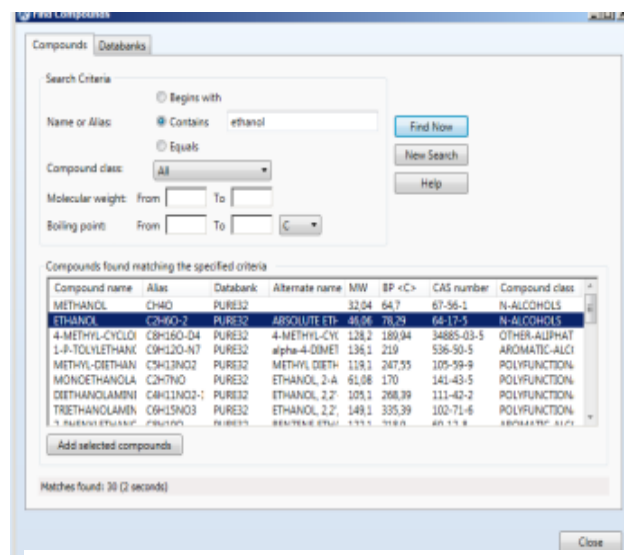 Find Compounds
Compounds Databanks
Search Criteria
Begins with
Name or Alias: Contains ethanol
Equals
Find Now
New Search
Help
Compound class: All
Molecular weight: From To
Boiling point: From To C
Compounds found matching the specified criteria
Compound name Alias Databank Alternate name MW BP <C> CAS number Compound class
METHANOL CH4O PURE32 32,04 64,7 67-56-1 N-ALCOHOLS
ETHANOL C2H6O-2 PURE32 ABSOLUTE ETH 46,06 78,29 64-17-5 N-ALCOHOLS
4-METHYL-CYCLO C8H16O-D4 PURE32 4-METHYL-CYC 128,2 189,94 34885-03-5 OTHER-ALIPHAT
1-P-TOLYLETHANO C9H12O-N7 PURE32 alpha-4-DIMET 136,1 219 536-50-5 AROMATIC-ALC
METHYL-DIETHAN C5H13NO2 PURE32 METHYL DIETH 119,1 247,55 105-59-9 POLYFUNCTION
MONOETHANOLA C2H7NO PURE32 ETHANOL, 2-A 61,08 170 141-43-5 POLYFUNCTION
DIETHANOLAMINE PURE32 ETHANOL, 2,2' 105,1 268,39 111-42-2 POLYFUNCTION
TRIETHANOLAMIN C6H15NO3 PURE32 ETHANOL, 2,2', 149,1 335,39 102-71-6 POLYFUNCTION
Add selected compounds
Matches found: 30 (2 seconds)
Close